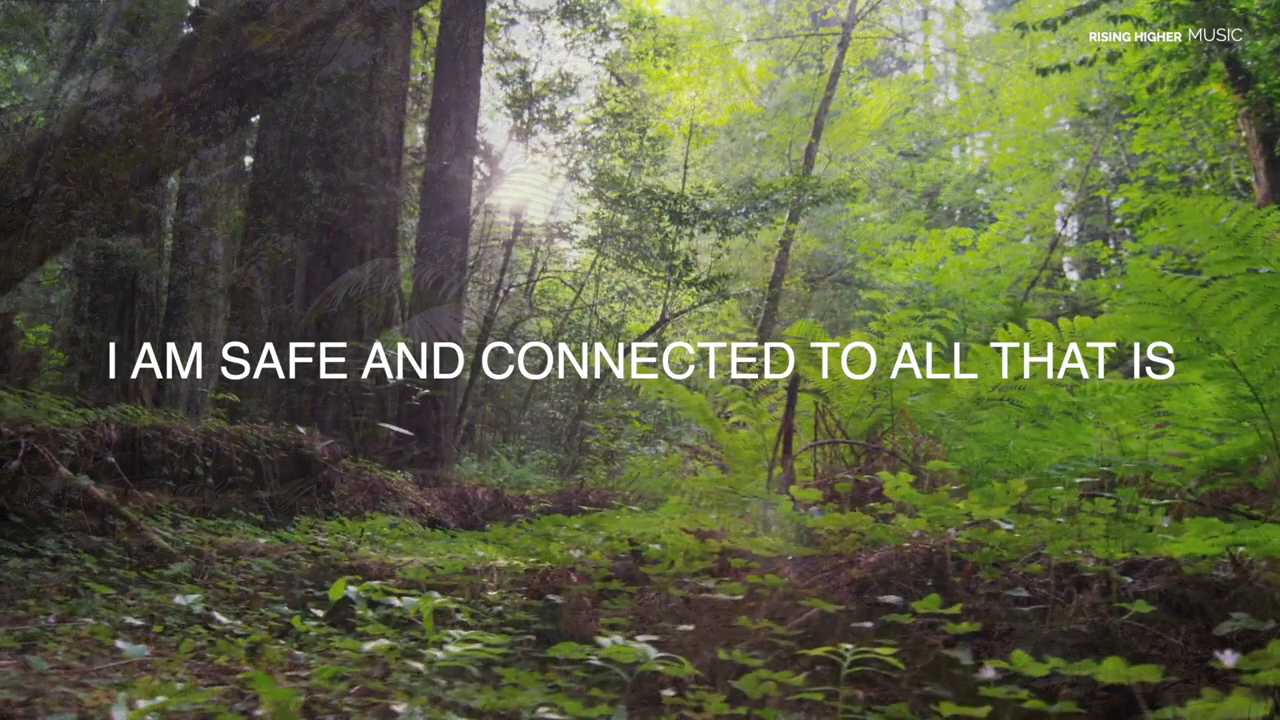 RISING HIGHER MUSIC
I AM SAFE AND CONNECTED TO ALL THAT IS